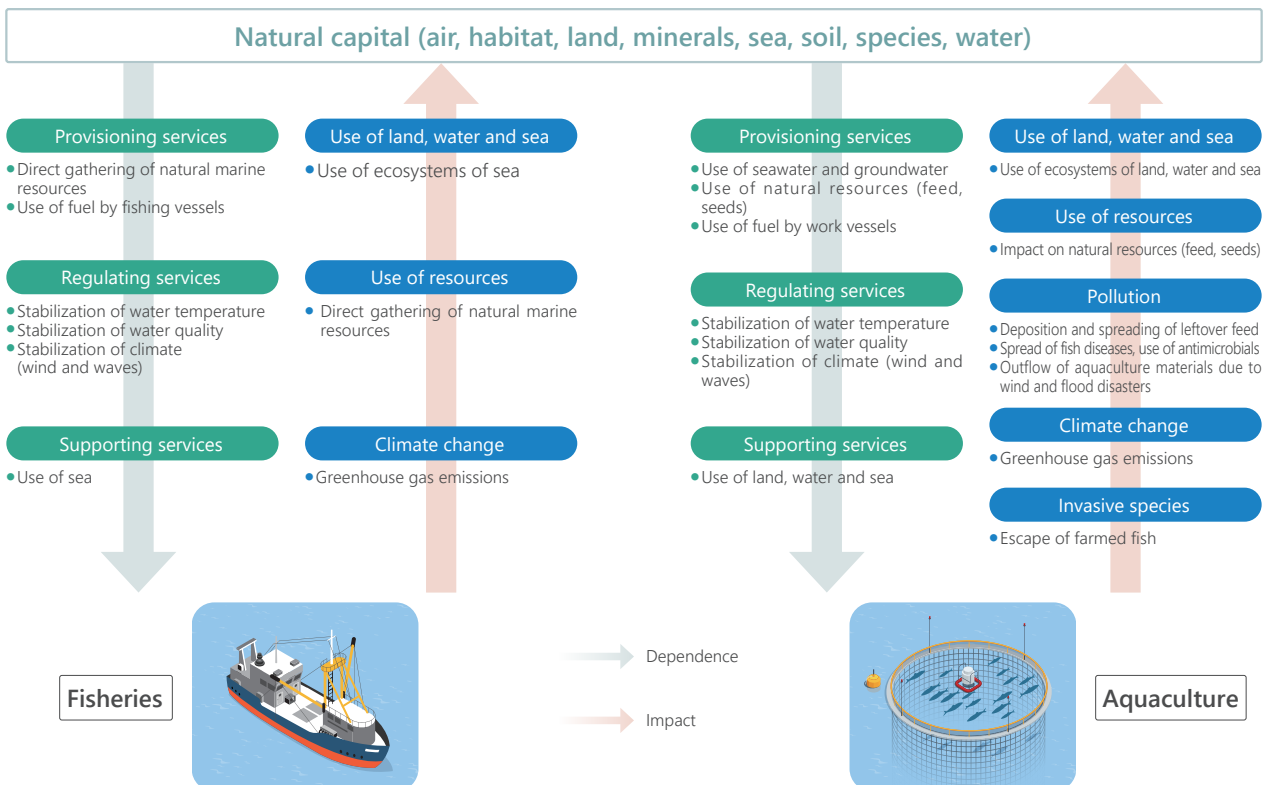 Natural capital (air, habitat, land, minerals, sea, soil, species, water)
Provisioning services
• Direct gathering of natural marine
resources
• Use of fuel by fishing vessels
Regulating services
• Stabilization of water temperature
• Stabilization of water quality
• Stabilization of climate
(wind and waves)
Supporting services
• Use of sea
Use of land, water and sea
• Use of ecosystems of sea
Use of resources
• Direct gathering of natural marine
resources
Climate change
• Greenhouse gas emissions
Fisheries
Dependence
Impact
Provisioning services
• Use of seawater and groundwater
• Use of natural resources (feed,
seeds)
• Use of fuel by work vessels
Regulating services
• Stabilization of water temperature
• Stabilization of water quality
• Stabilization of climate (wind and
waves)
Supporting services
• Use of land, water and sea
Use of land, water and sea
• Use of ecosystems of land, water and sea
Use of resources
• Impact on natural resources (feed, seeds)
Pollution
• Deposition and spreading of leftover feed
• Spread of fish diseases, use of antimicrobials
• Outflow of aquaculture materials due to
wind and flood disasters
Climate change
• Greenhouse gas emissions
Invasive species
• Escape of farmed fish
Aquaculture